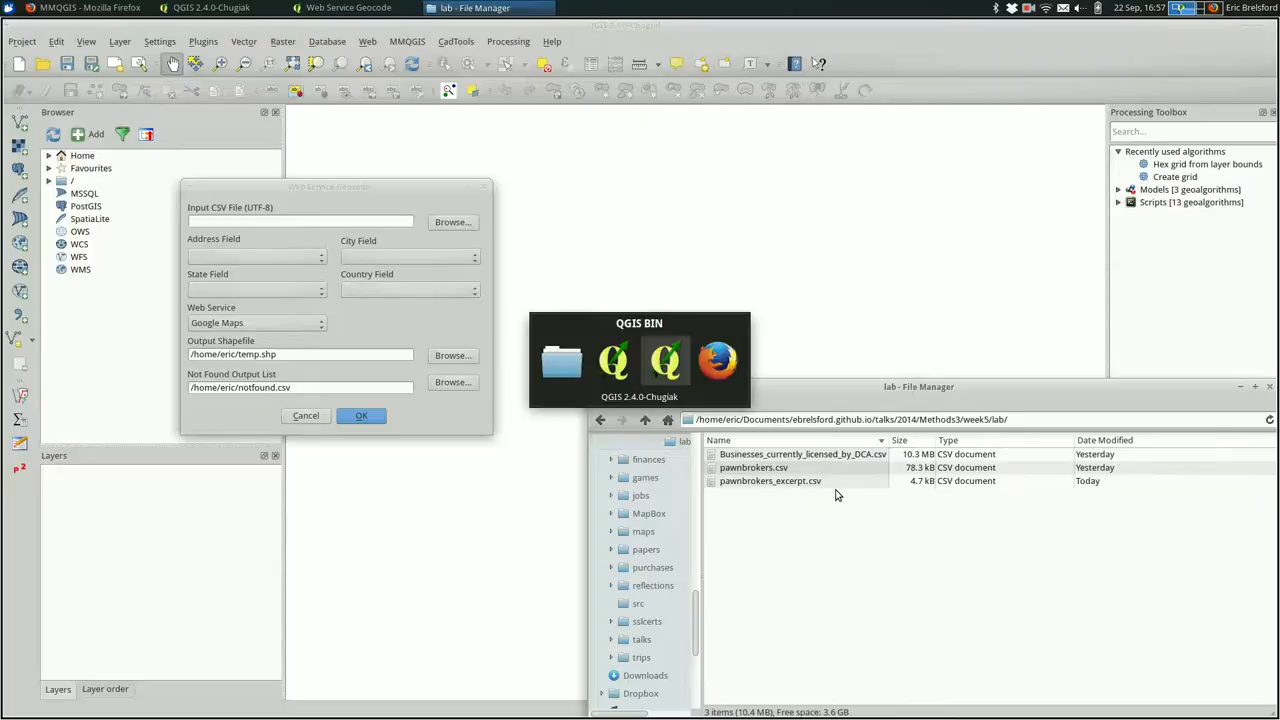 MMQGIS - Mozilla Firefox
QGIS 2.4.0-Chugiak
Web Service Geocode
lab - File Manager
22 Sep, 16:57
Eric Brelsford
QGIS 2.4.0-Chugiak
Project Edit View Layer Settings Plugins Vector Raster Database Web MMQGIS CadTools Processing Help
Browser
Add
Home
Favourites
/
MSSQL
PostGIS
SpatiaLite
OWS
WCS
WFS
WMS
Layers
Layers
Layer order
Web Service Geocode
Input CSV File (UTF-8)
Browse...
Address Field
City Field
State Field
Country Field
Web Service
Google Maps
Output Shapefile
/home/eric/temp.shp
Browse...
Not Found Output List
/home/eric/notfound.csv
Browse...
Cancel
OK
QGIS BIN
QGIS 2.4.0-Chugiak
Processing Toolbox
Search...
Recently used algorithms
Hex grid from layer bounds
Create grid
Models [3 geoalgorithms]
Scripts [13 geoalgorithms]
lab - File Manager
/home/eric/Documents/ebrelsford.github.io/talks/2014/Methods3/week5/lab/
lab
finances
games
jobs
MapBox
maps
papers
purchases
reflections
src
sslcerts
talks
trips
Downloads
Dropbox
Name Size Type Date Modified
Businesses_currently_licensed_by_DCA.csv 10.3 MB CSV document Yesterday
pawnbrokers.csv 78.3 kB CSV document Yesterday
pawnbrokers_excerpt.csv 4.7 kB CSV document Today
3 items (10.4 MB), Free space: 3.6 GB